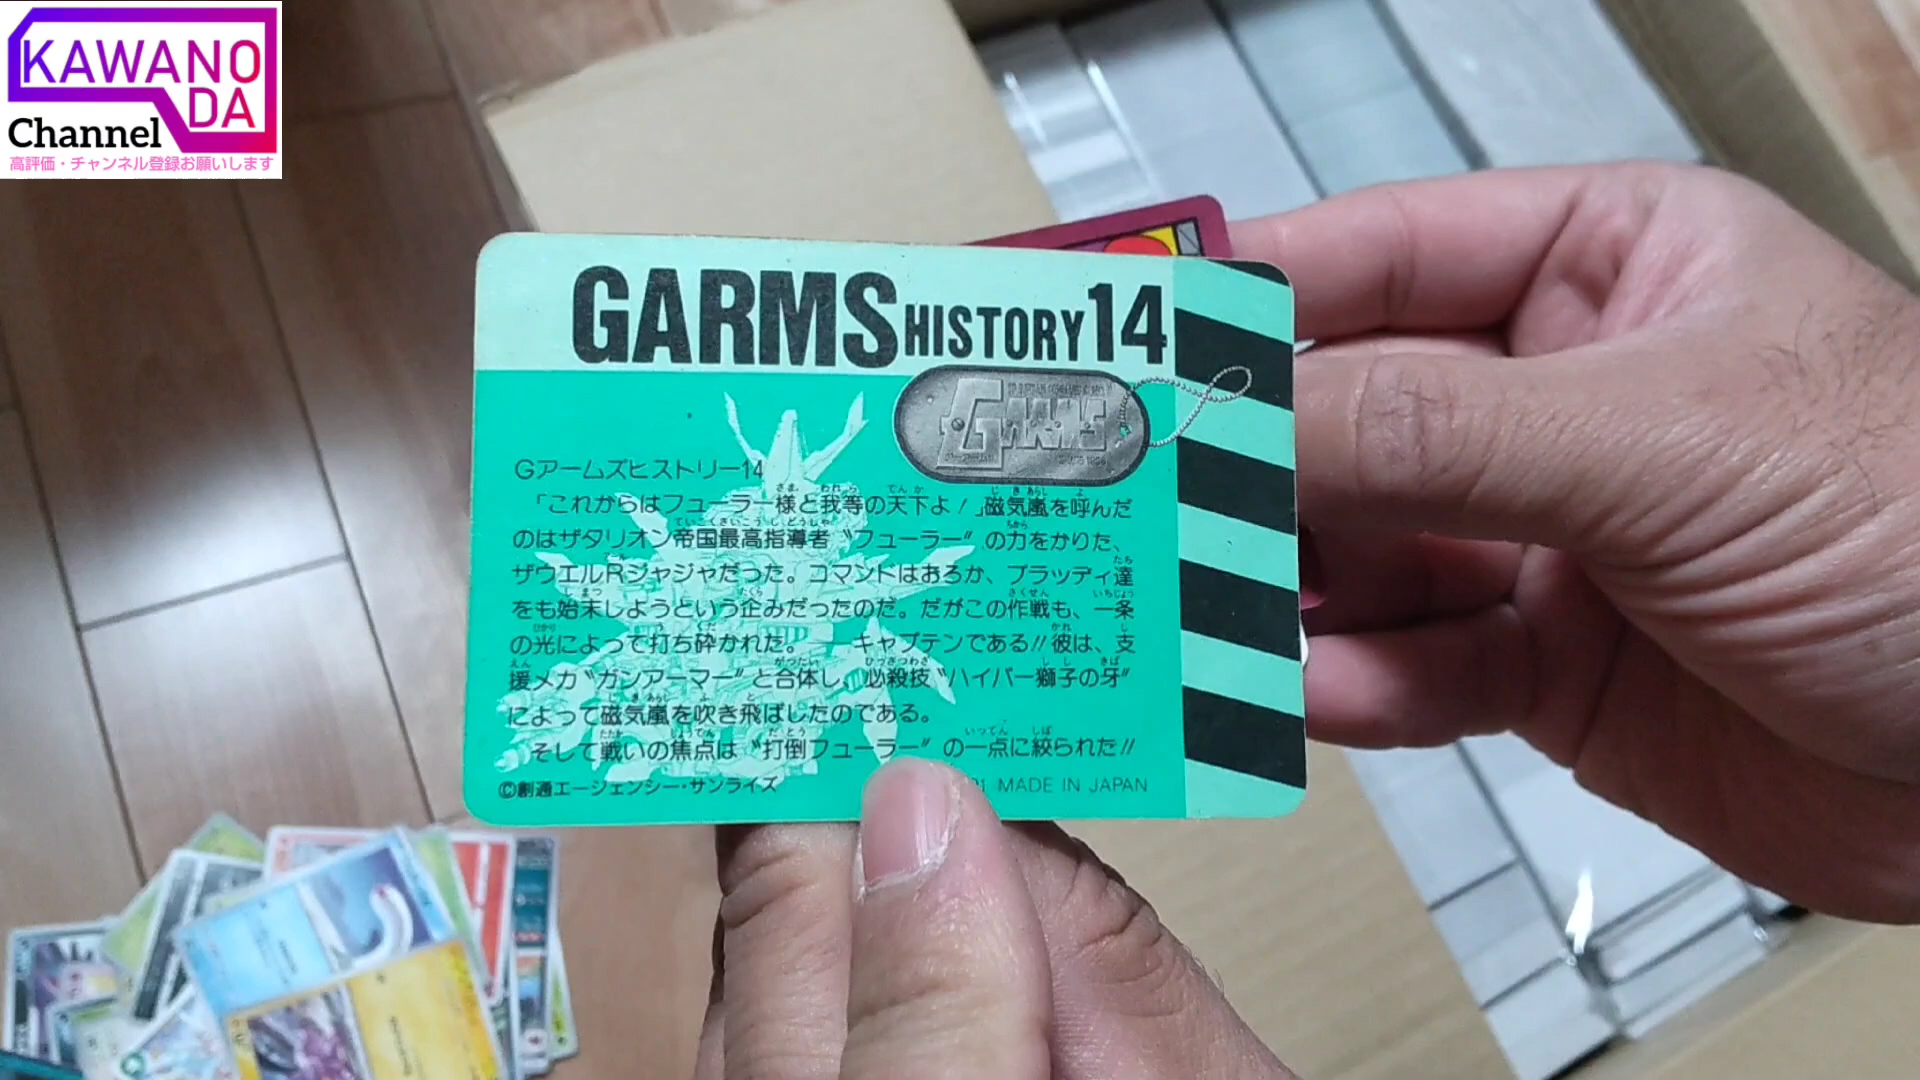 KAWANO
DA
Channel
高評価・チャンネル登録お願いします
GARMS HISTORY 14
GARMS
Gアームズヒストリー14
「これからはフューラー様と我等の天下よ!」磁気嵐を呼んだ
のはザタリオン帝国最高指導者〝フューラー〟の力をかりた、
ザウエルRジャジャだった。コマンドはおろか、ブラッディ達
をも始末しようという企みだったのだ。だがこの作戦も、一条
の光によって打ち砕かれた。 キャプテンである!!彼は、支
援メカ〝ガンアーマー〟と合体し、必殺技〝ハイパー獅子の牙〟
によって磁気嵐を吹き飛ばしたのである。
そして戦いの焦点は〝打倒フューラー〟の一点に絞られた!!
©創通エージェンシー・サンライズ
MADE IN JAPAN